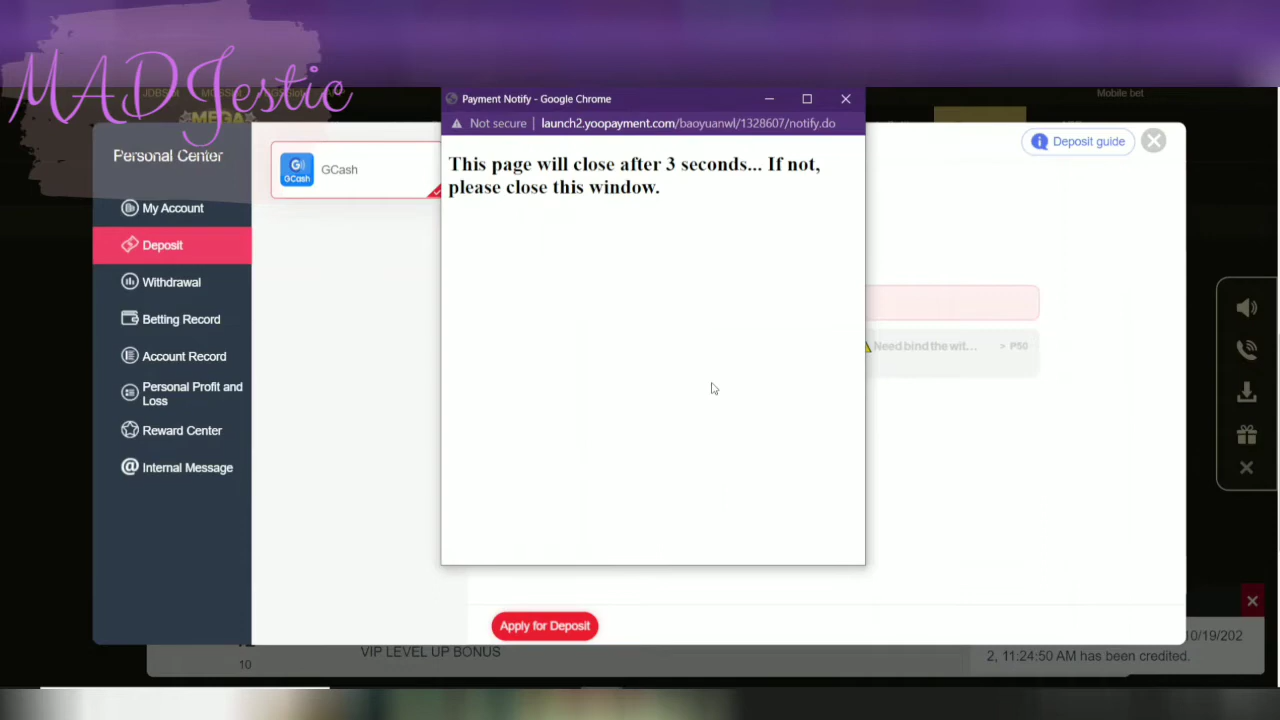 MADJestic
MEGA
Mobile bet
Payment Notify - Google Chrome
Not secure | launch2.yoopayment.com/baoyuanwl/1328607/notify.do
This page will close after 3 seconds... If not,
please close this window.
Personal Center
My Account
Deposit
Withdrawal
Betting Record
Account Record
Personal Profit and
Loss
Reward Center
Internal Message
GCash
GCash
Deposit guide
Need bind the wit... > P50
Apply for Deposit
VIP LEVEL UP BONUS
10
0/19/202
2, 11:24:50 AM has been credited.